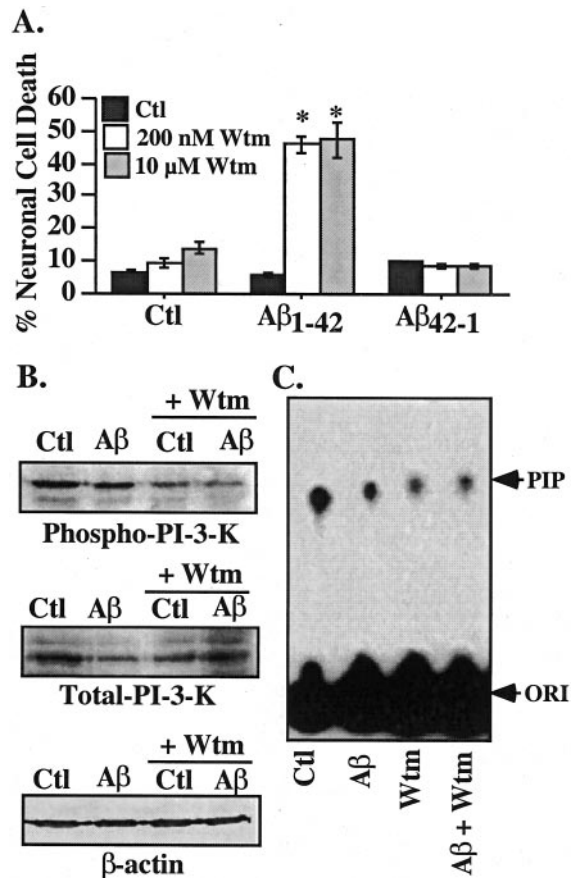 A.
% Neuronal Cell Death
60
50
40
30
20
10
0
Ctl
200 nM Wtm
10 µM Wtm
* *
Ctl Aβ1-42 Aβ42-1
B.
+ Wtm
Ctl Aβ Ctl Aβ
Phospho-PI-3-K
+ Wtm
Ctl Aβ Ctl Aβ
Total-PI-3-K
+ Wtm
Ctl Aβ Ctl Aβ
β-actin
C.
PIP
ORI
Ctl
Aβ
Wtm
Aβ + Wtm